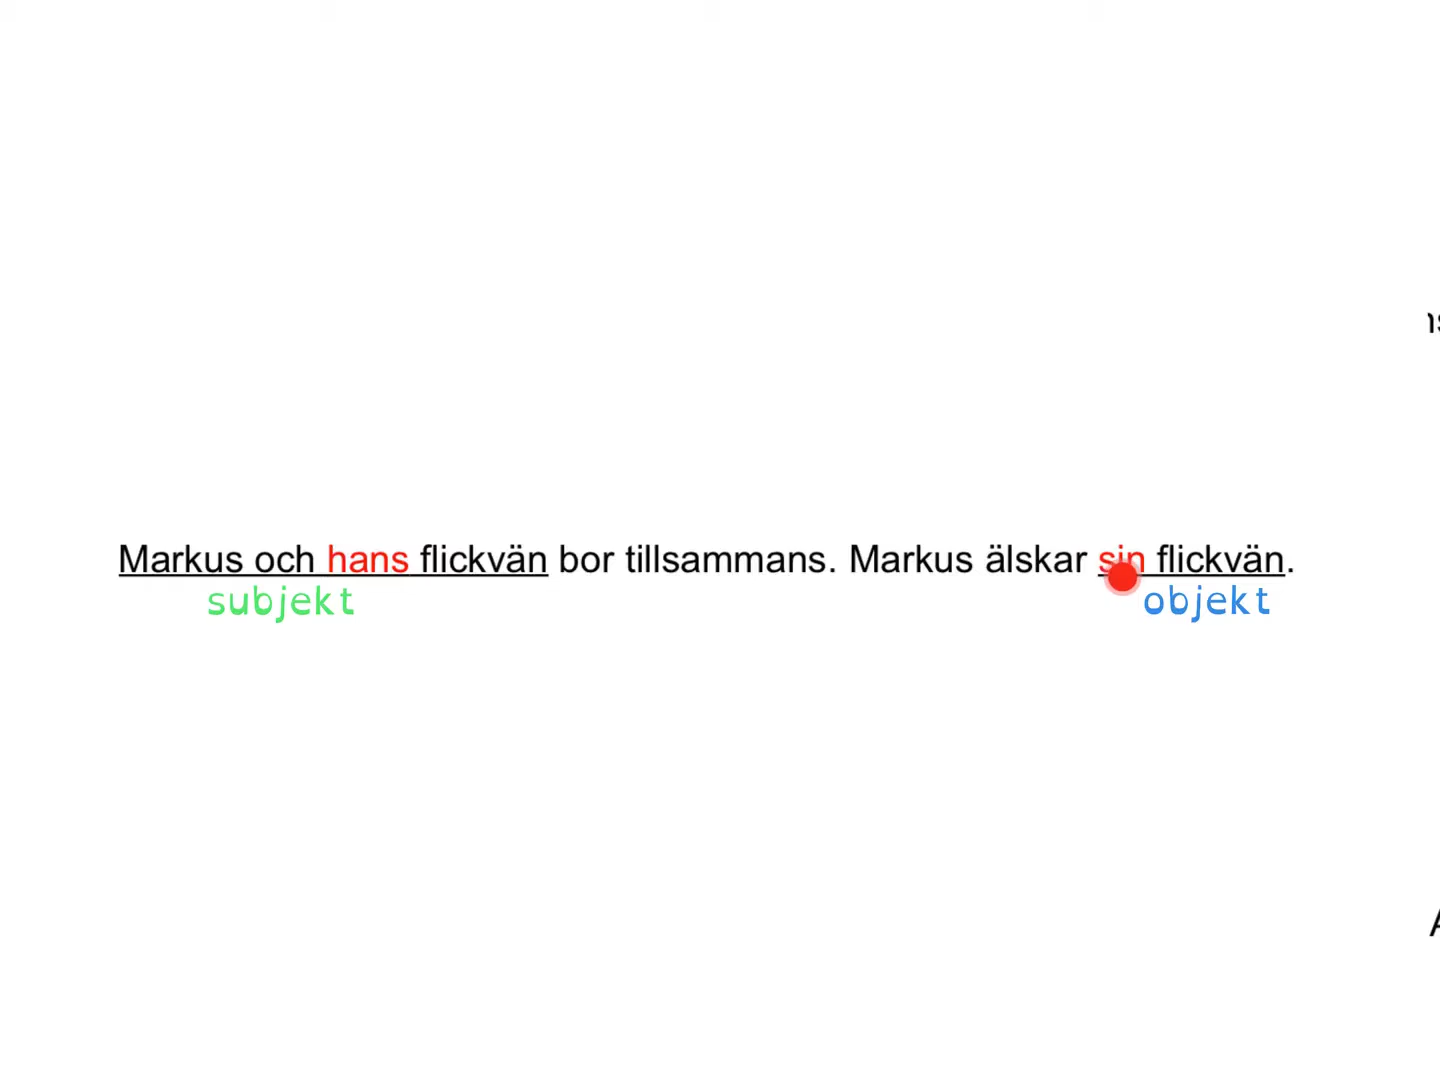 Markus och hans flickvän bor tillsammans. Markus älskar sin flickvän.
subjekt objekt